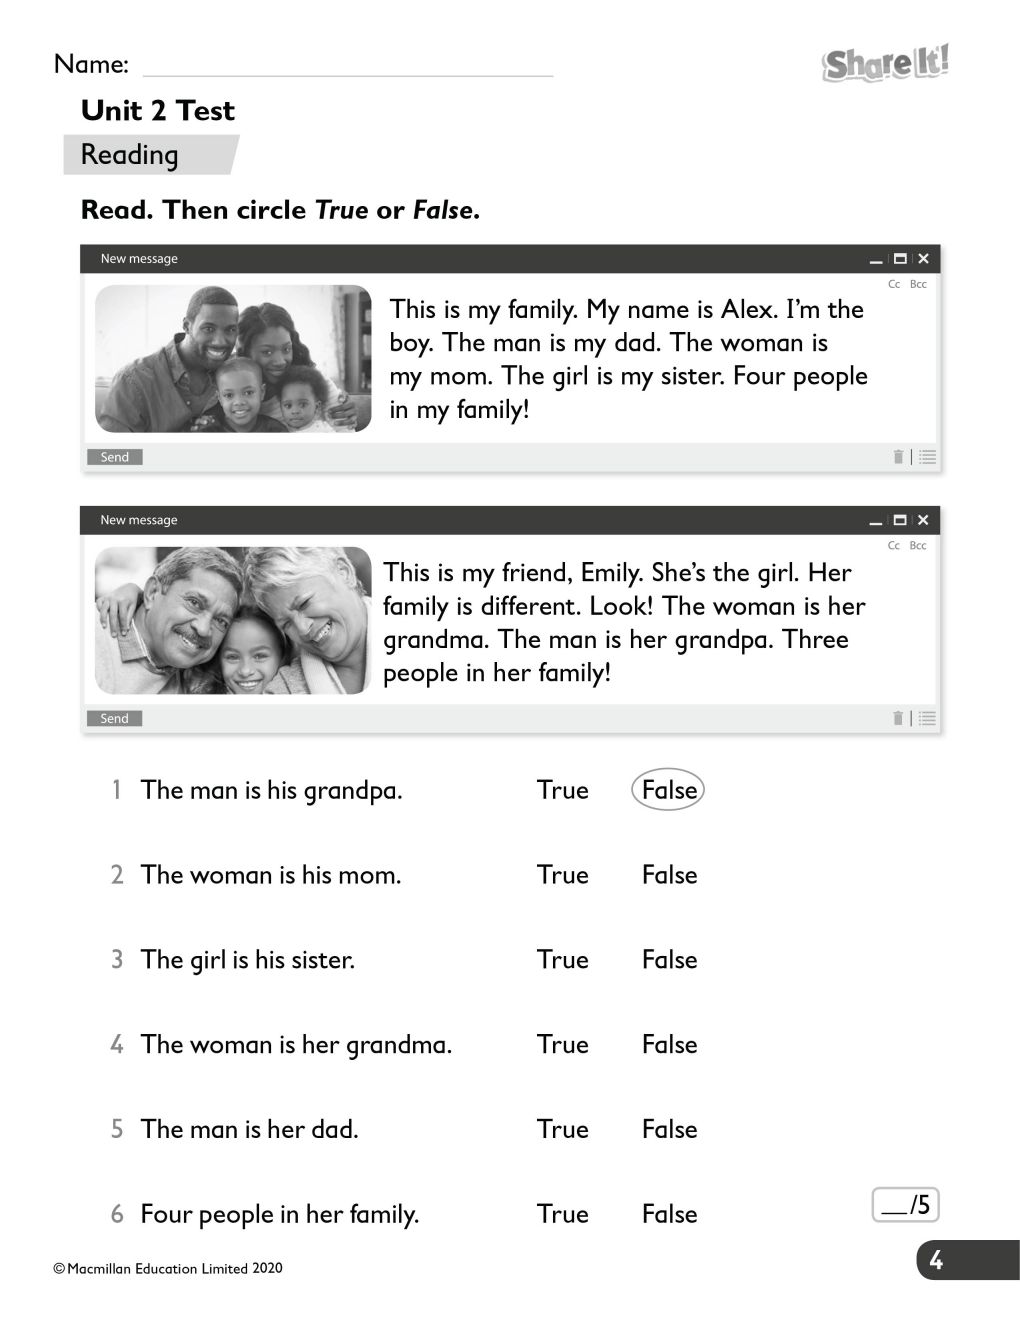 Name:
Share It!
Unit 2 Test
Reading
Read. Then circle True or False.
New message
Cc Bcc
This is my family. My name is Alex. I'm the
boy. The man is my dad. The woman is
my mom. The girl is my sister. Four people
in my family!
Send
New message
Cc Bcc
This is my friend, Emily. She's the girl. Her
family is different. Look! The woman is her
grandma. The man is her grandpa. Three
people in her family!
Send
1 The man is his grandpa. True False
2 The woman is his mom. True False
3 The girl is his sister. True False
4 The woman is her grandma. True False
5 The man is her dad. True False
6 Four people in her family. True False
__/5
© Macmillan Education Limited 2020
4